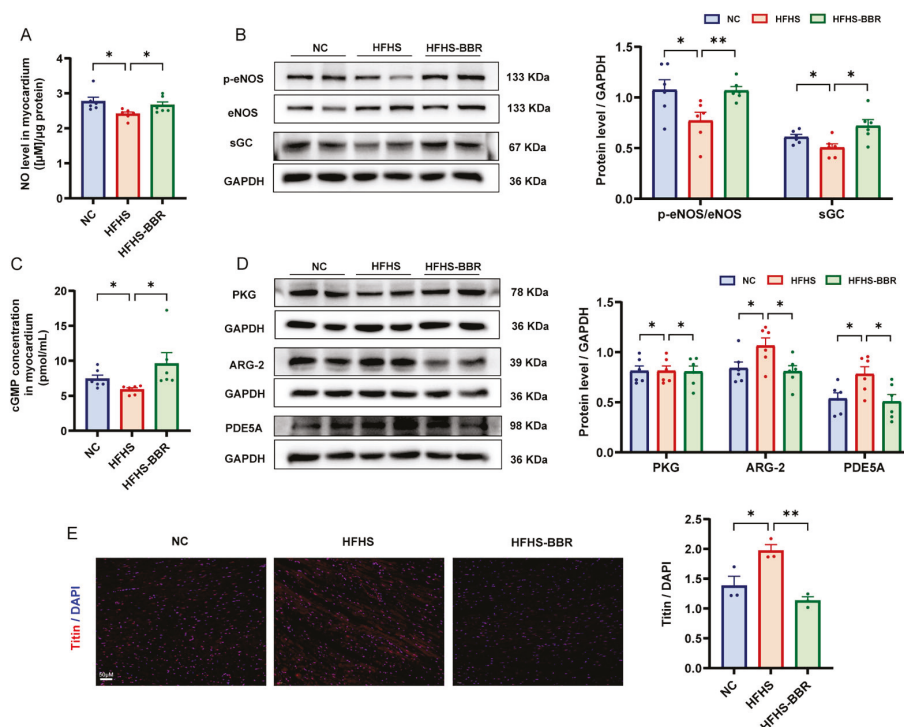 A
NO level in myocardium
([μM]/μg prtotein)
4
3
2
1
0
*
*
NC
HFHS
HFHS-BBR
B
NC
HFHS
HFHS-BBR
p-eNOS
133 KDa
eNOS
133 KDa
sGC
67 KDa
GAPDH
36 KDa
NC
HFHS
HFHS-BBR
Protein level / GAPDH
1.5
1.0
0.5
0.0
*
**
*
*
p-eNOS/eNOS
sGC
C
cGMP concentration
in myocardium
(pmol/mL)
20
15
10
5
0
*
*
NC
HFHS
HFHS-BBR
D
NC
HFHS
HFHS-BBR
PKG
78 KDa
GAPDH
36 KDa
ARG-2
39 KDa
GAPDH
36 KDa
PDE5A
98 KDa
GAPDH
36 KDa
NC
HFHS
HFHS-BBR
Protein level / GAPDH
1.5
1.0
0.5
0.0
*
*
*
*
*
*
PKG
ARG-2
PDE5A
E
NC
HFHS
HFHS-BBR
Titin / DAPI
50μM
Titin / DAPI
2.5
2.0
1.5
1.0
0.5
0.0
*
**
NC
HFHS
HFHS-BBR